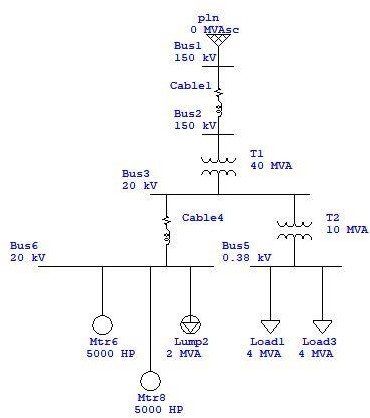 pln
0 MVAsc
Bus1
150 kV
Cable1
Bus2
150 kV
T1
40 MVA
Bus3
20 kV
Cable4
T2
10 MVA
Bus6
20 kV
Bus5
0.38 kV
Mtr6
5000 HP
Lump2
2 MVA
Load1
4 MVA
Load3
4 MVA
Mtr8
5000 HP